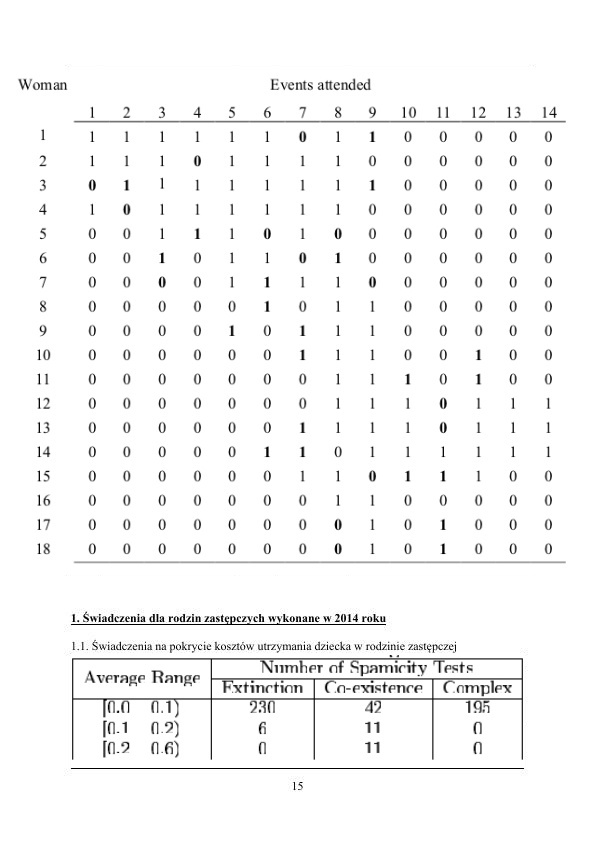 Woman Events attended
1 2 3 4 5 6 7 8 9 10 11 12 13 14
1 1 1 1 1 1 1 0 1 1 0 0 0 0 0
2 1 1 1 0 1 1 1 1 0 0 0 0 0 0
3 0 1 1 1 1 1 1 1 1 0 0 0 0 0
4 1 0 1 1 1 1 1 1 0 0 0 0 0 0
5 0 0 1 1 1 0 1 0 0 0 0 0 0 0
6 0 0 1 0 1 1 0 1 0 0 0 0 0 0
7 0 0 0 0 1 1 1 1 0 0 0 0 0 0
8 0 0 0 0 0 1 0 1 1 0 0 0 0 0
9 0 0 0 0 1 0 1 1 1 0 0 0 0 0
10 0 0 0 0 0 0 1 1 1 0 0 1 0 0
11 0 0 0 0 0 0 0 1 1 1 0 1 0 0
12 0 0 0 0 0 0 0 1 1 1 0 1 1 1
13 0 0 0 0 0 0 1 1 1 1 0 1 1 1
14 0 0 0 0 0 1 1 0 1 1 1 1 1 1
15 0 0 0 0 0 0 1 1 0 1 1 1 0 0
16 0 0 0 0 0 0 0 1 1 0 0 0 0 0
17 0 0 0 0 0 0 0 0 1 0 1 0 0 0
18 0 0 0 0 0 0 0 0 1 0 1 0 0 0
1. Świadczenia dla rodzin zastępczych wykonane w 2014 roku
1.1. Świadczenia na pokrycie kosztów utrzymania dziecka w rodzinie zastępczej
Average Range Number of Spamicity Tests
Extinction Co-existence Complex
[0.0 0.1) 230 42 195
[0.1 0.2) 6 11 0
[0.2 0.6) 0 11 0
15